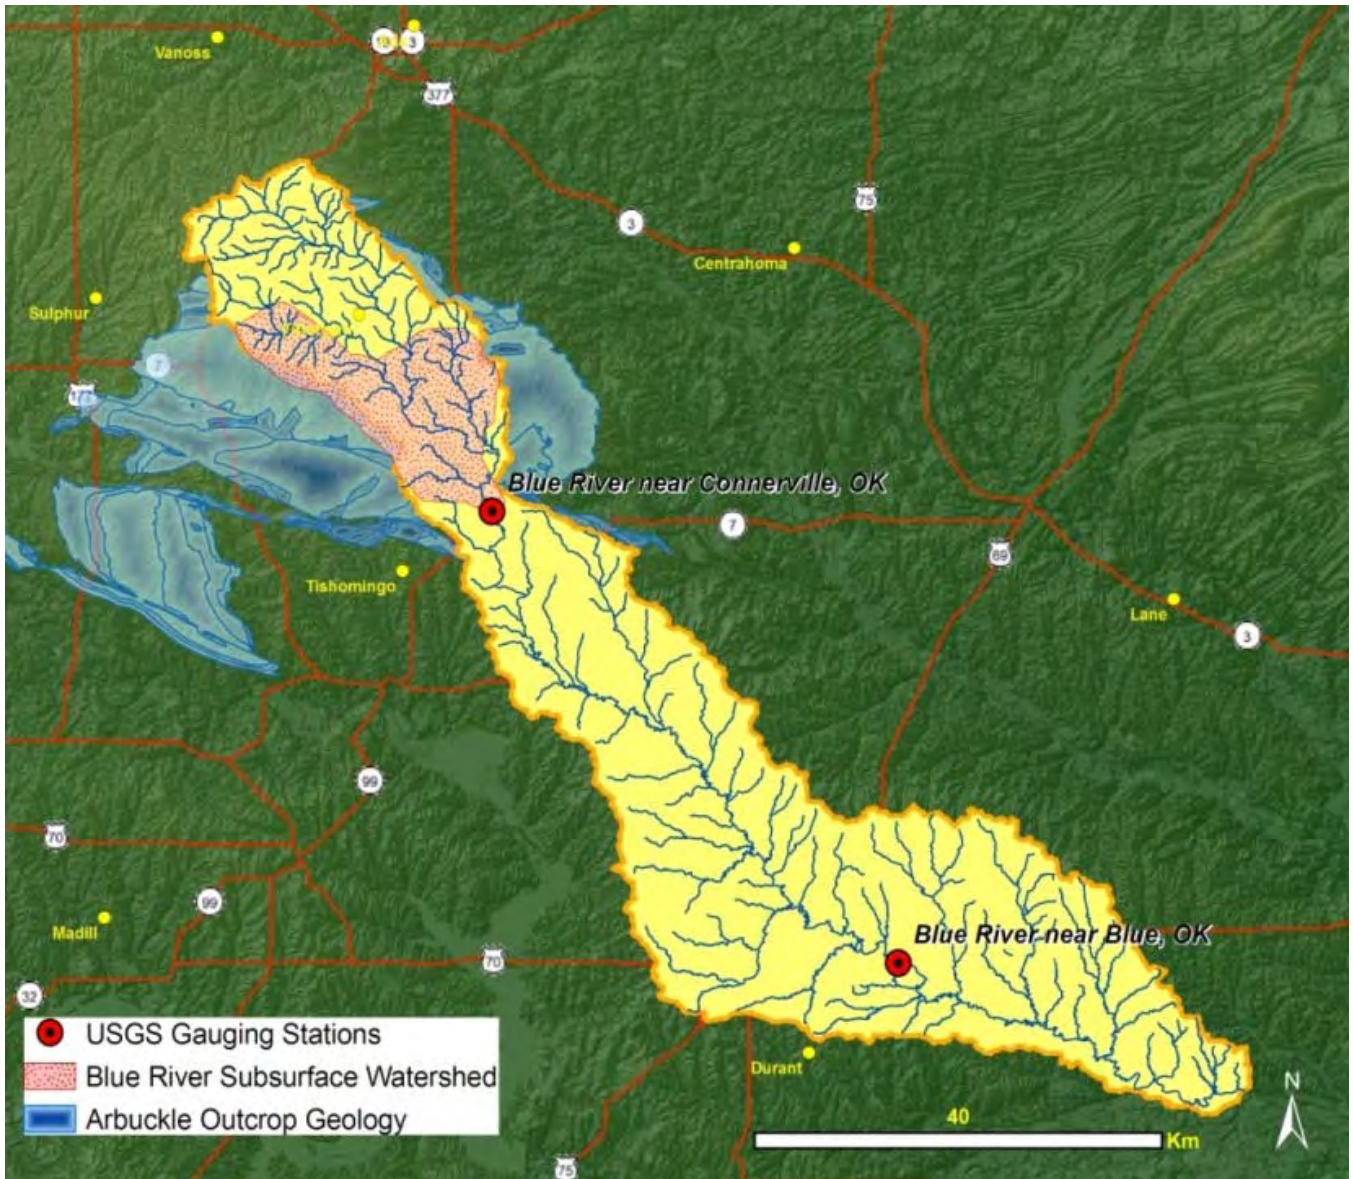 Vanoss
3
377
75
3
Centrahoma
Sulphur
7
177
Blue River near Connerville, OK
7
69
Tishomingo
Lane
3
99
70
99
Madill
Blue River near Blue, OK
70
32
USGS Gauging Stations
Blue River Subsurface Watershed
Arbuckle Outcrop Geology
Durant
N
40
Km
75